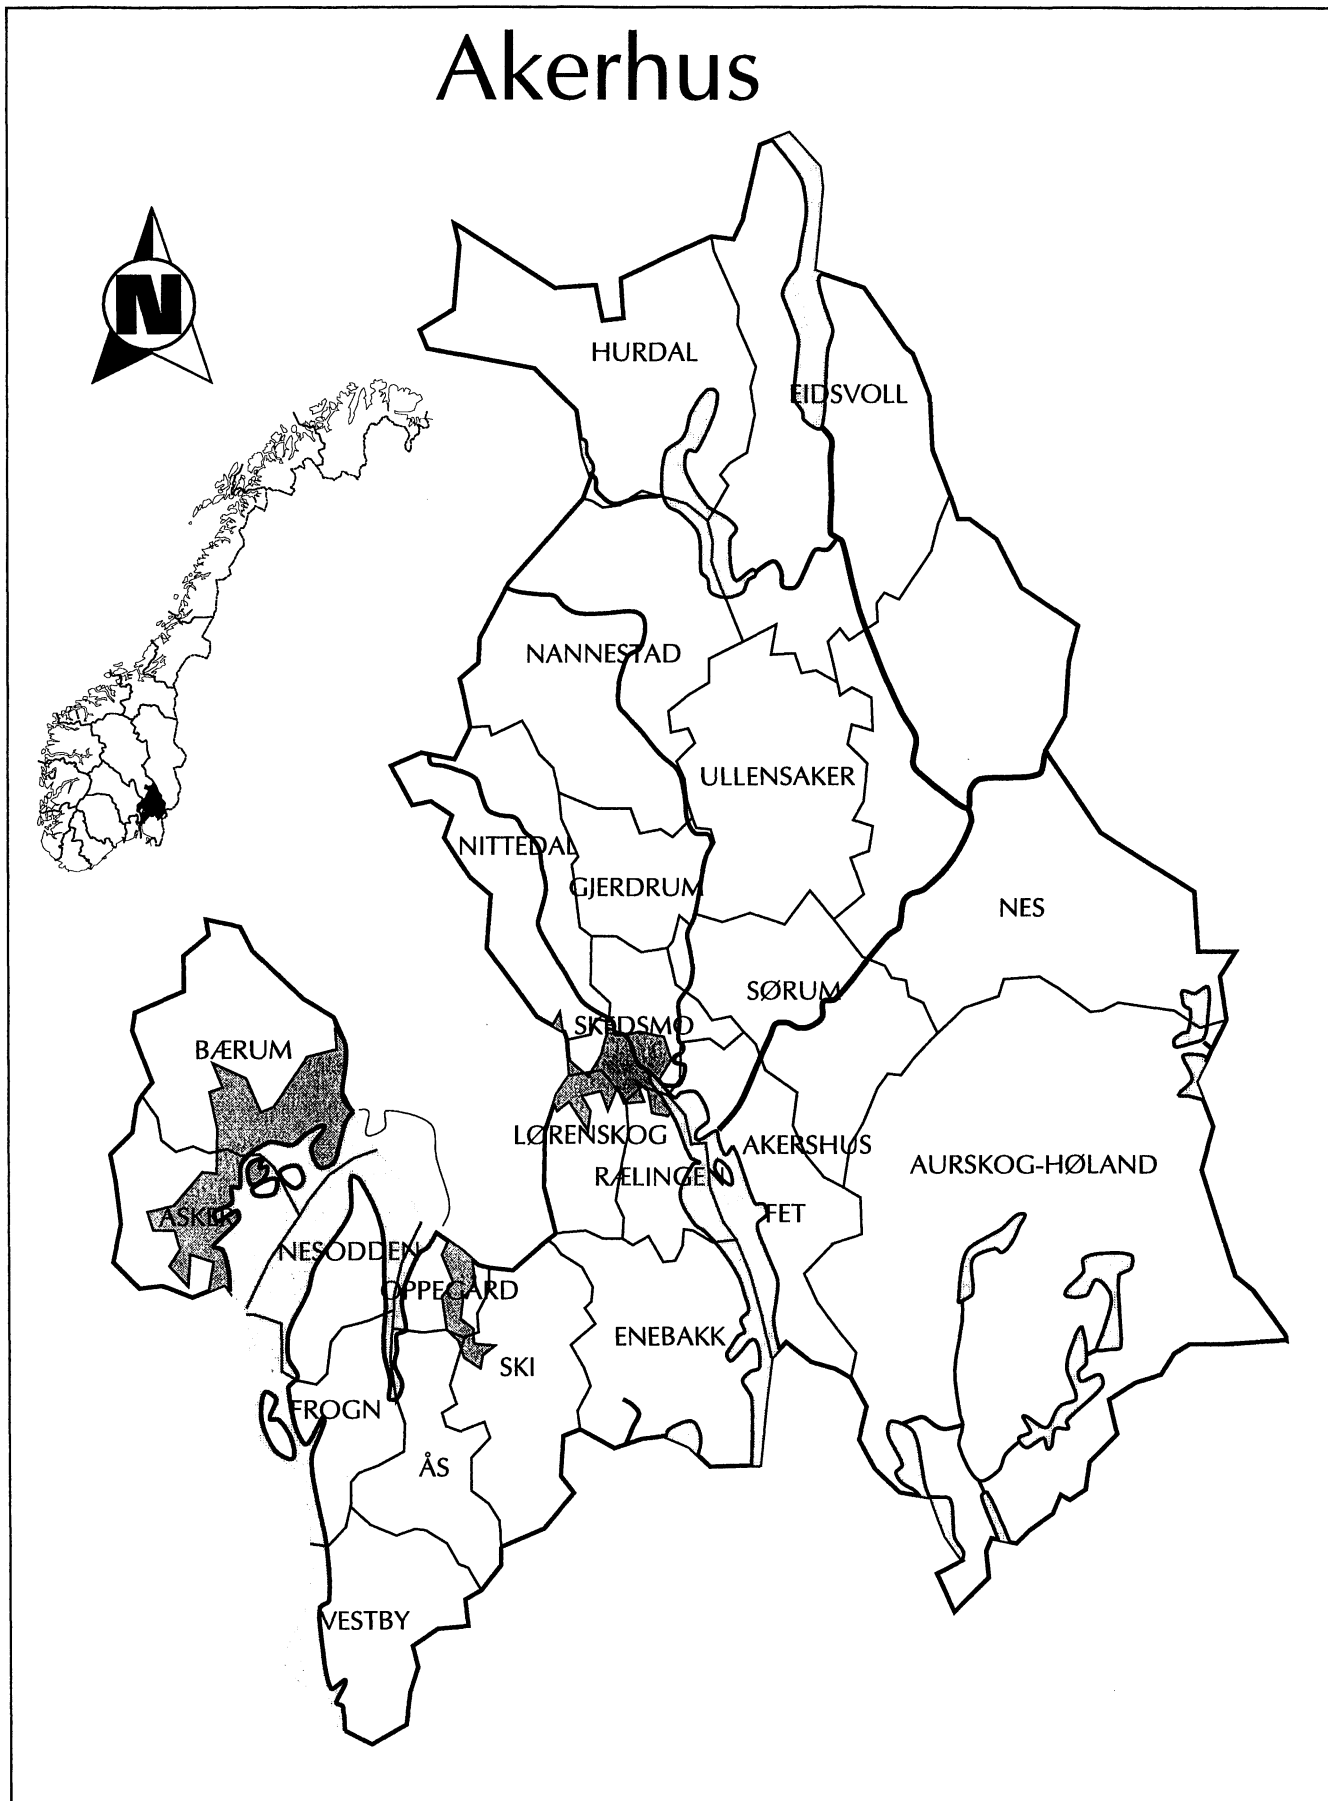 Akerhus
N
HURDAL
EIDSVOLL
NANNESTAD
ULLENSAKER
NITTEDAL
GJERDRUM
NES
SØRUM
SKEDSMO
BÆRUM
LØRENSKOG
AKERSHUS
RÆLINGEN
AURSKOG-HØLAND
ASKER
FET
NESODDEN
OPPEGÅRD
ENEBAKK
SKI
FROGN
ÅS
VESTBY